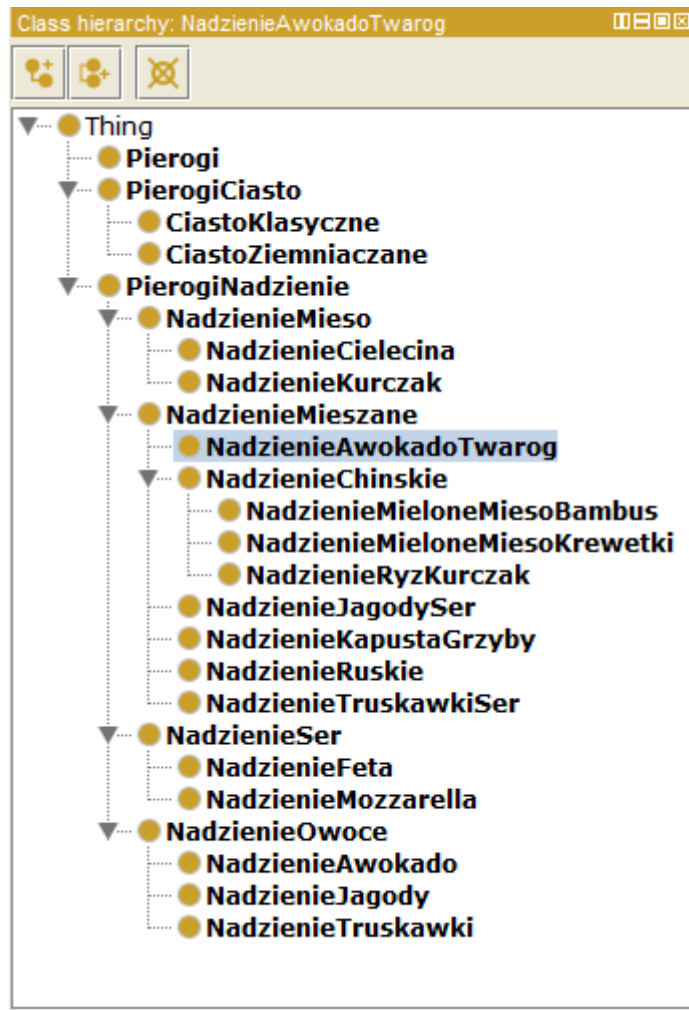 Class hierarchy: NadzienieAwokadoTwarog
Thing
Pierogi
PierogiCiasto
CiastoKlasyczne
CiastoZiemniaczane
PierogiNadzienie
NadzienieMieso
NadzienieCielecina
NadzienieKurczak
NadzienieMieszane
NadzienieAwokadoTwarog
NadzienieChinskie
NadzienieMieloneMiesoBambus
NadzienieMieloneMiesoKrewetki
NadzienieRyzKurczak
NadzienieJagodySer
NadzienieKapustaGrzyby
NadzienieRuskie
NadzienieTruskawkiSer
NadzienieSer
NadzienieFeta
NadzienieMozzarella
NadzienieOwoce
NadzienieAwokado
NadzienieJagody
NadzienieTruskawki